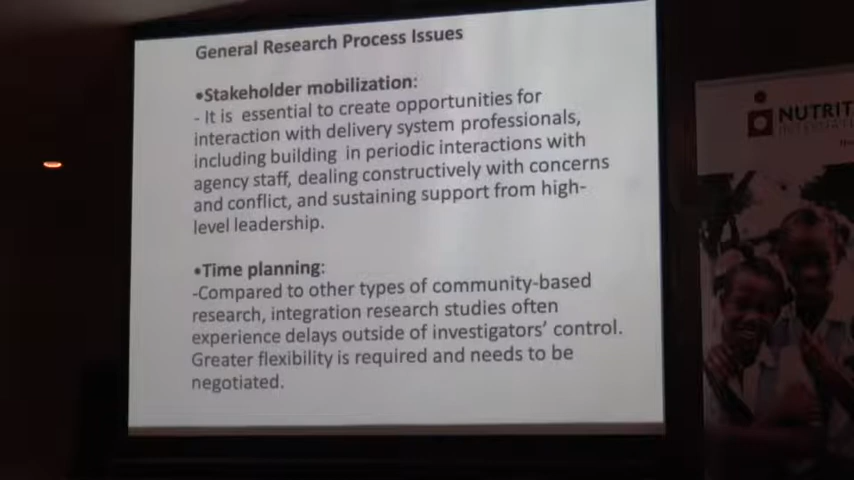 General Research Process Issues
•Stakeholder mobilization:
- It is essential to create opportunities for
interaction with delivery system professionals,
including building in periodic interactions with
agency staff, dealing constructively with concerns
and conflict, and sustaining support from high-
level leadership.
•Time planning:
-Compared to other types of community-based
research, integration research studies often
experience delays outside of investigators' control.
Greater flexibility is required and needs to be
negotiated.
NUTRIT